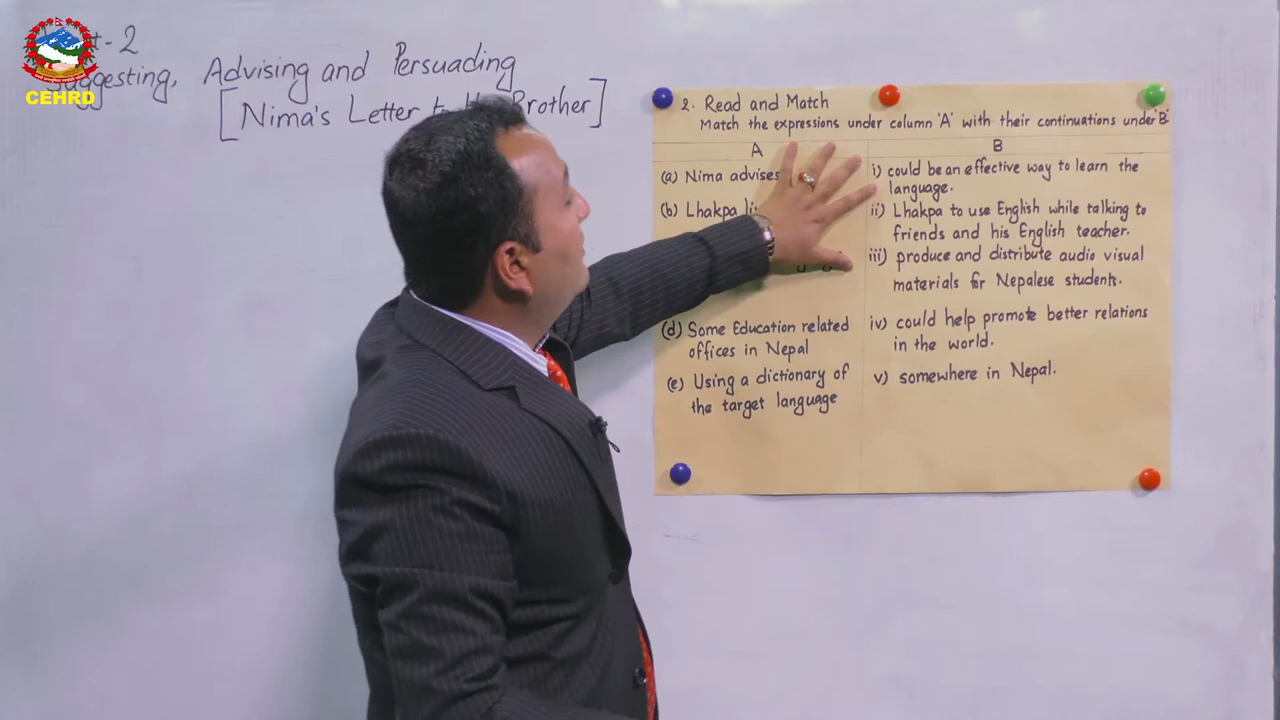 CEHRD
-2
Suggesting, Advising and Persuading
[Nima's Letter to Brother]
2. Read and Match
Match the expressions under column 'A' with their continuations under 'B'
A
B
(a) Nima advises
(b) Lhakpa
(d) Some Education related
offices in Nepal
(e) Using a dictionary of
the target language
i) could be an effective way to learn the
language.
ii) Lhakpa to use English while talking to
friends and his English teacher.
iii) produce and distribute audio visual
materials for Nepalese students.
iv) could help promote better relations
in the world.
v) somewhere in Nepal.